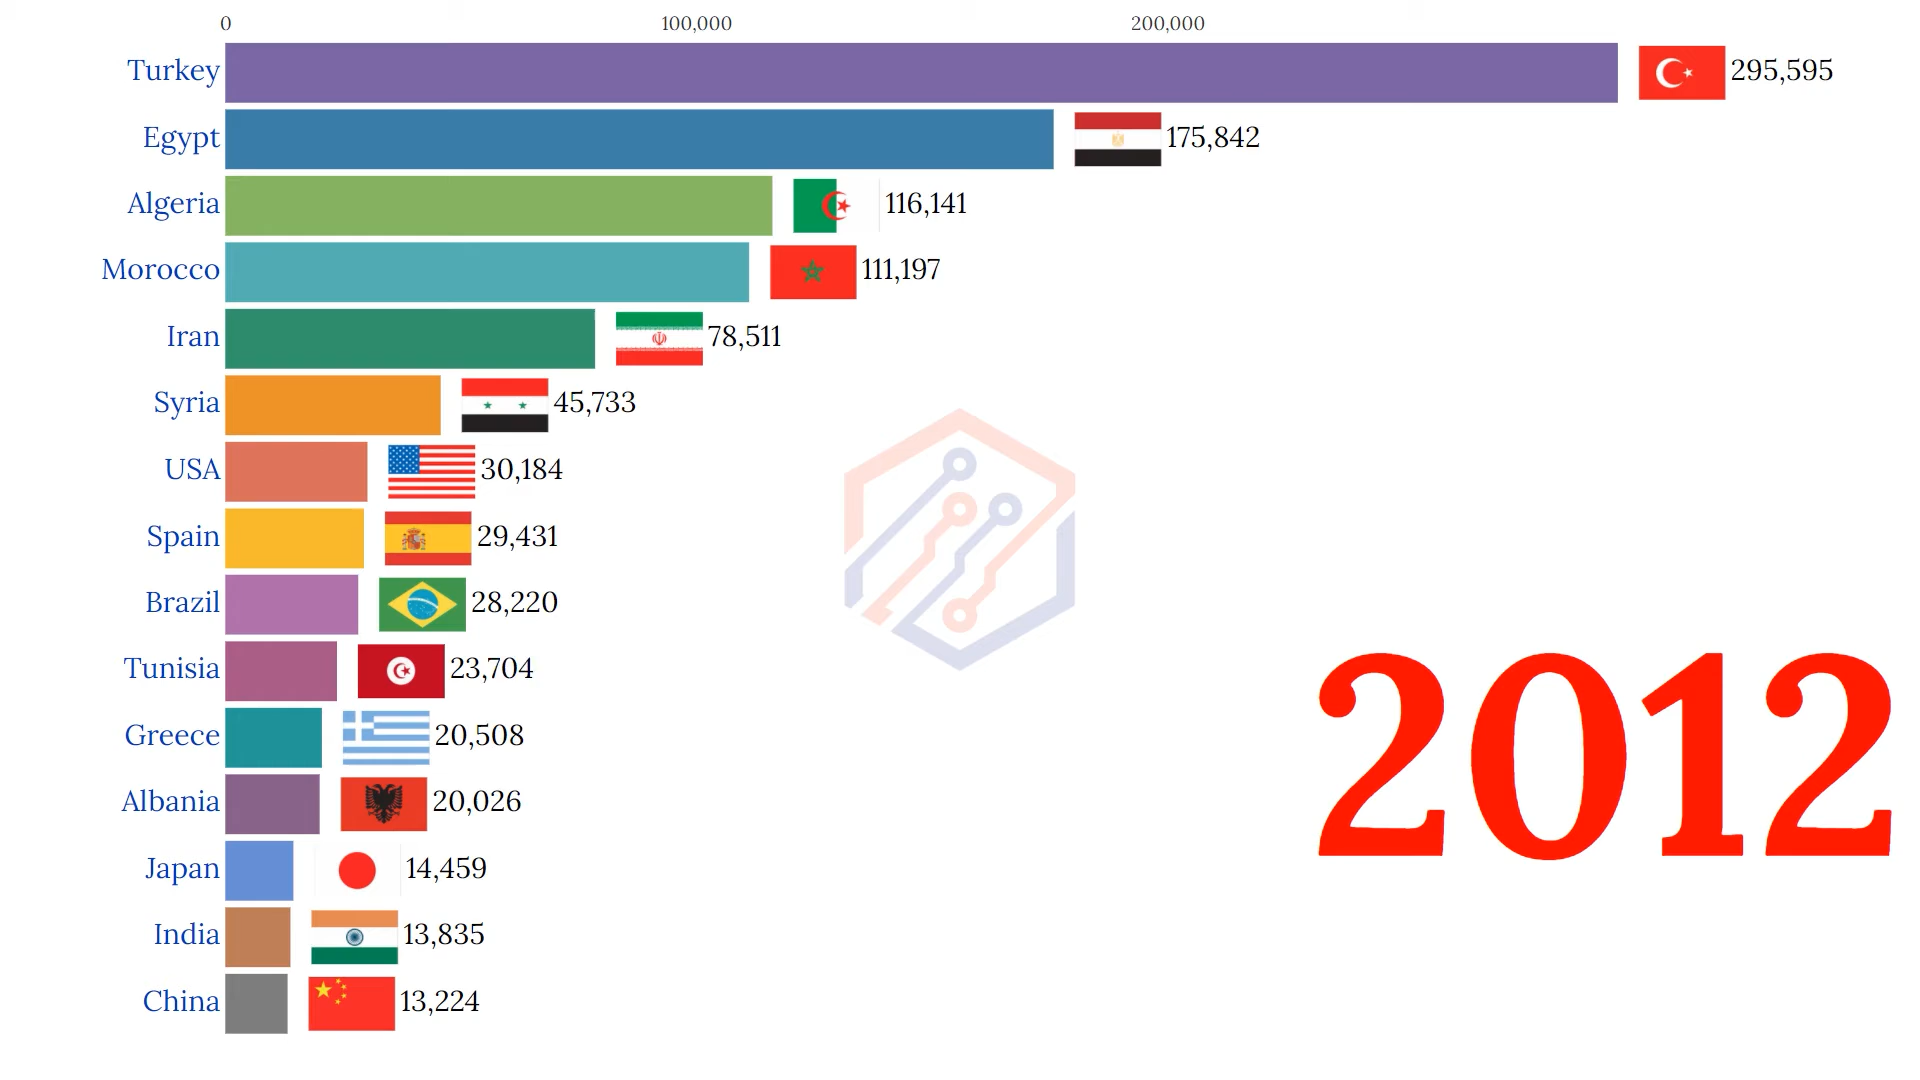 0 100,000 200,000
Turkey 295,595
Egypt 175,842
Algeria 116,141
Morocco 111,197
Iran 78,511
Syria 45,733
USA 30,184
Spain 29,431
Brazil 28,220
Tunisia 23,704
Greece 20,508
Albania 20,026
Japan 14,459
India 13,835
China 13,224
2012